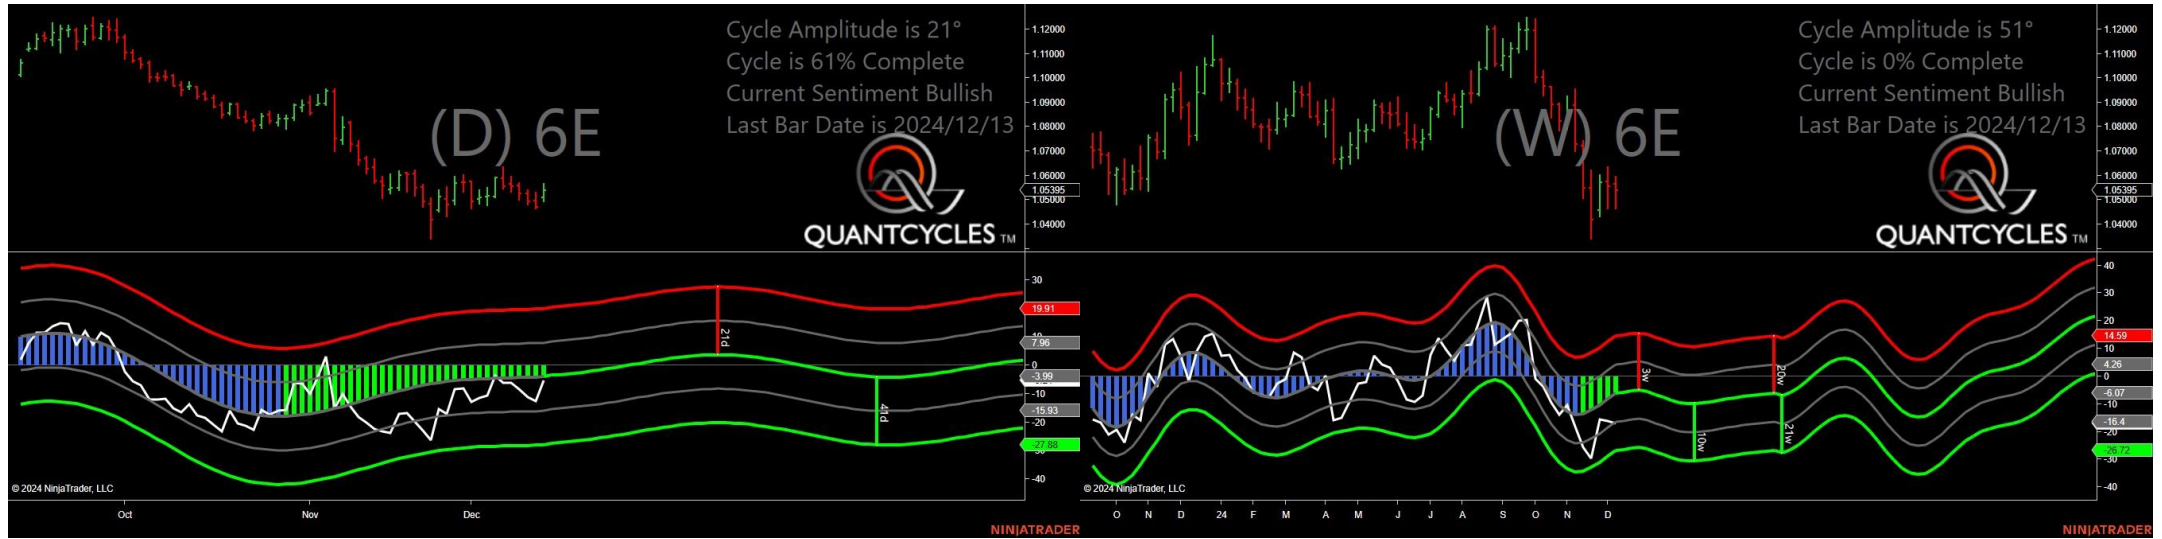 Cycle Amplitude is 21°
Cycle is 61% Complete
Current Sentiment Bullish
Last Bar Date is 2024/12/13
(D) 6E
QUANTCYCLES TM
1.12000
1.11000
1.10000
1.09000
1.08000
1.07000
1.06000
1.05395
1.05000
1.04000
30
19.91
10
7.96
0
-3.99
-10
-15.93
-20
-27.88
-40
21d
41d
© 2024 NinjaTrader, LLC
Oct Nov Dec
NINJATRADER
Cycle Amplitude is 51°
Cycle is 0% Complete
Current Sentiment Bullish
Last Bar Date is 2024/12/13
(W) 6E
QUANTCYCLES TM
1.12000
1.11000
1.10000
1.09000
1.08000
1.07000
1.06000
1.05395
1.05000
1.04000
40
30
20
14.59
10
4.26
0
-6.07
-10
-16.4
-20
-26.72
-30
-40
3w
10w
20w
21w
© 2024 NinjaTrader, LLC
O N D 24 F M A M J J A S O N D
NINJATRADER